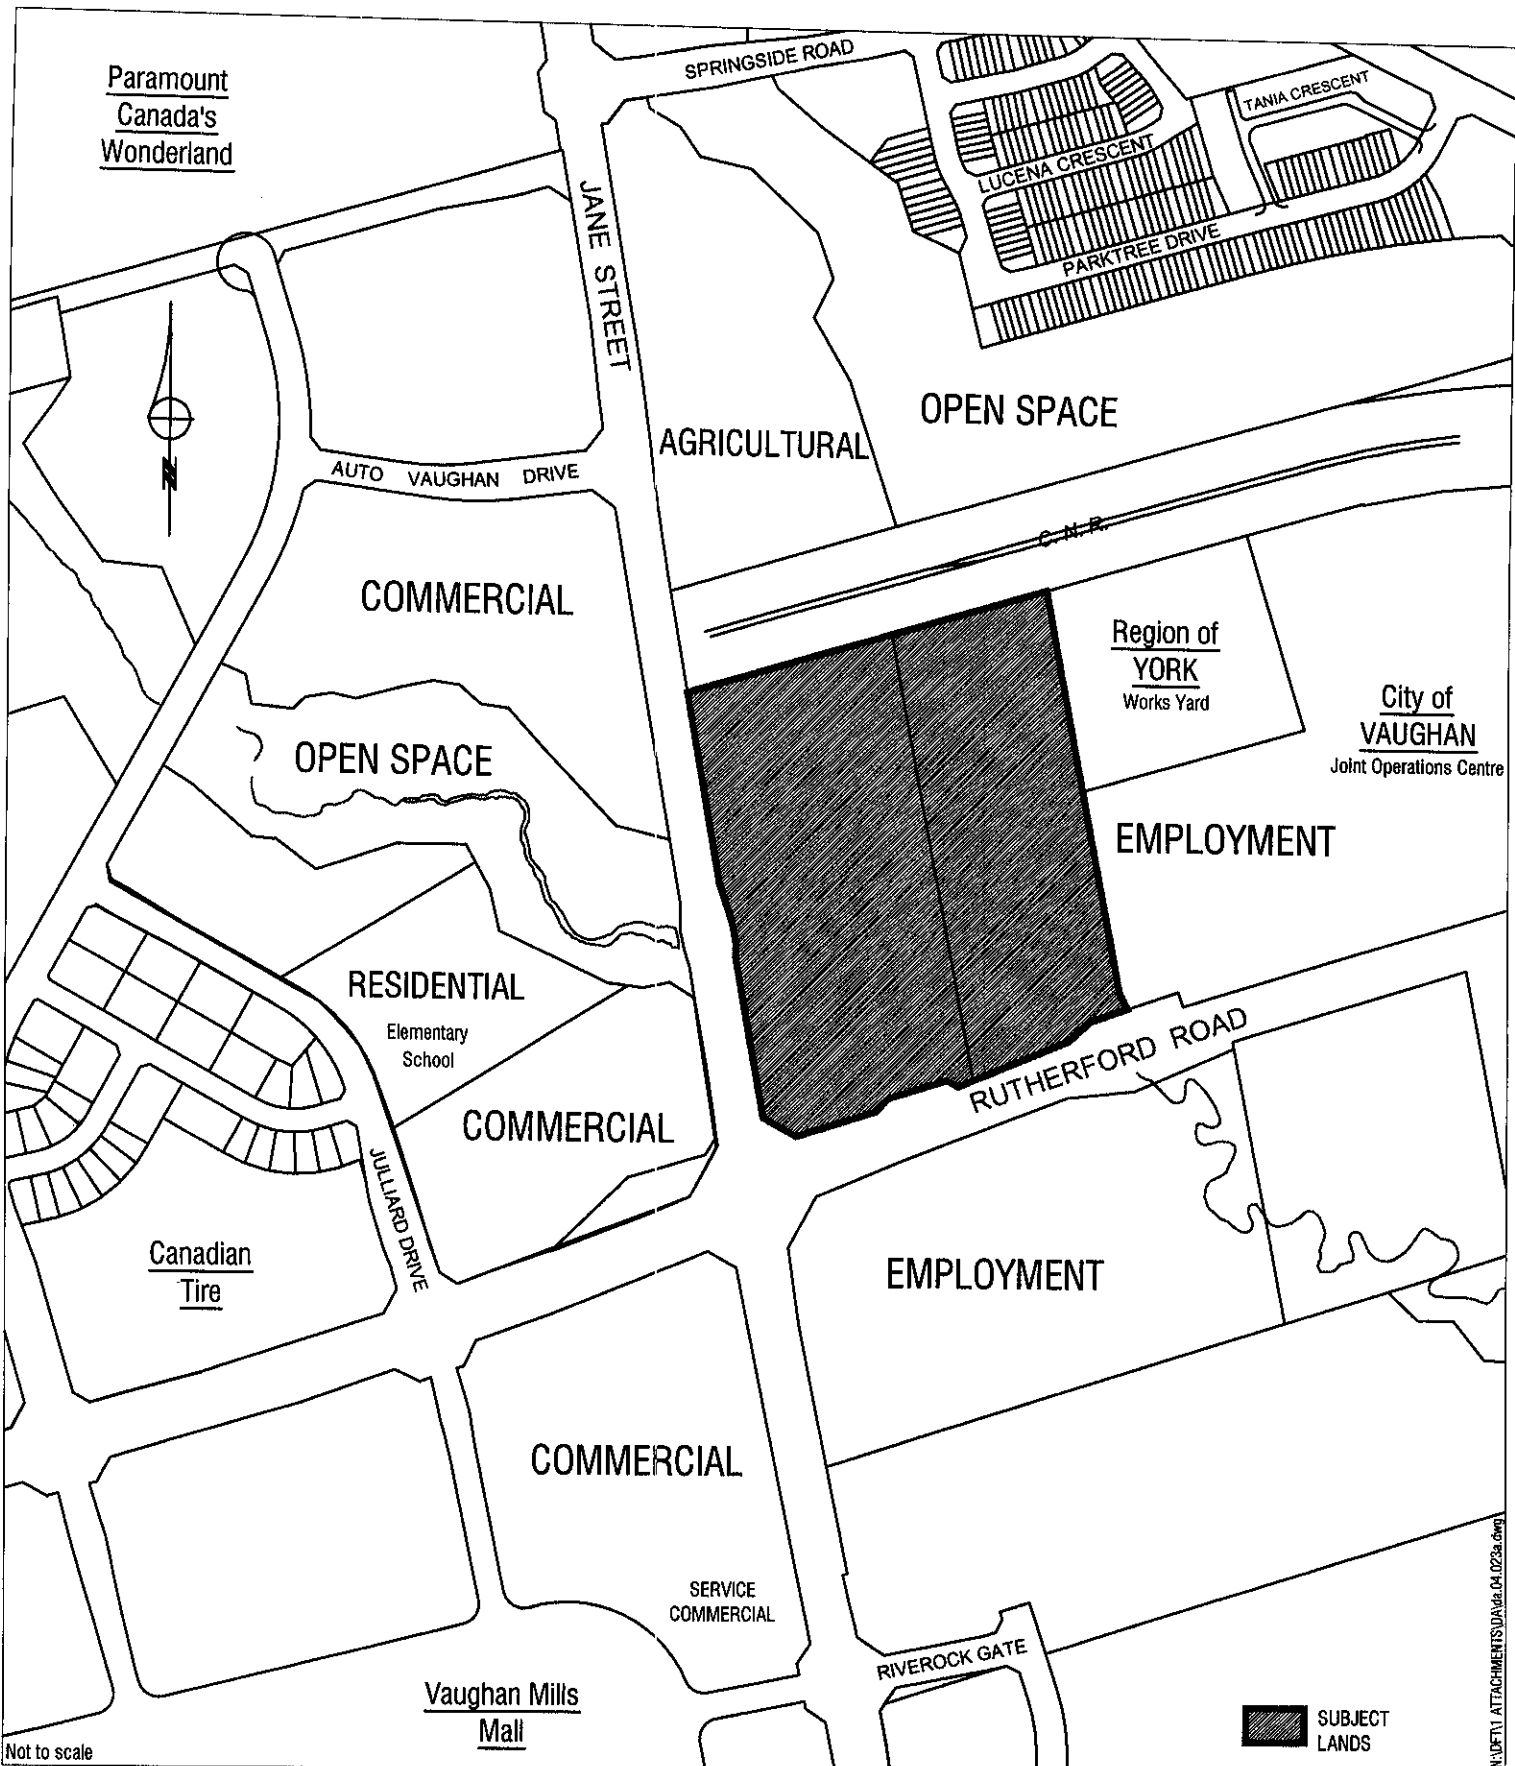 Paramount
Canada's
Wonderland
SPRINGSIDE ROAD
TANIA CRESCENT
LUCENA CRESCENT
PARKTREE DRIVE
JANE STREET
AGRICULTURAL
OPEN SPACE
N
AUTO VAUGHAN DRIVE
C. N. R.
COMMERCIAL
Region of
YORK
Works Yard
City of
VAUGHAN
Joint Operations Centre
OPEN SPACE
EMPLOYMENT
RESIDENTIAL
Elementary
School
RUTHERFORD ROAD
COMMERCIAL
JULLIARD DRIVE
Canadian
Tire
EMPLOYMENT
COMMERCIAL
SERVICE
COMMERCIAL
RIVEROCK GATE
Vaughan Mills
Mall
SUBJECT
LANDS
Not to scale
N:\DFT\1 ATTACHMENTS\DA\da.04.023a.dwg